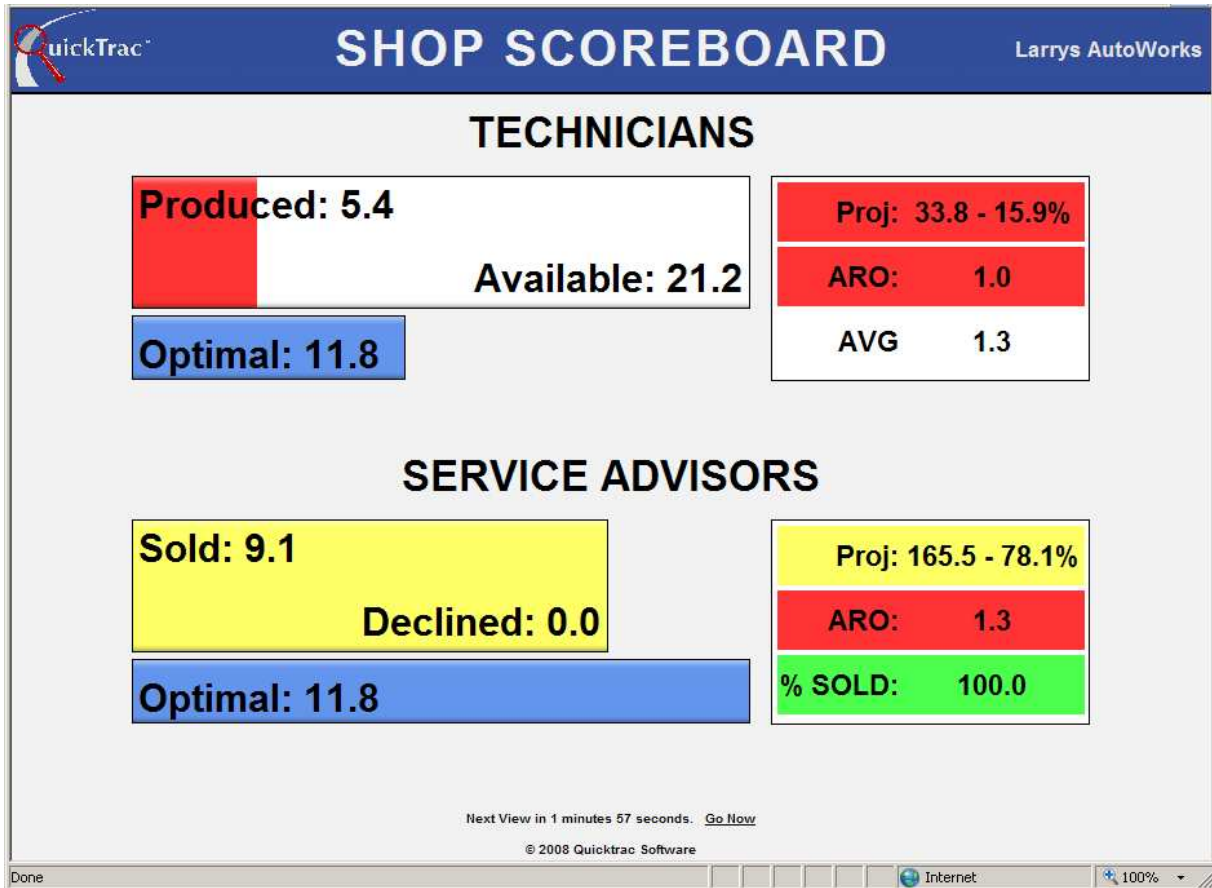 QuickTrac™
SHOP SCOREBOARD
Larrys AutoWorks
TECHNICIANS
Produced: 5.4
Available: 21.2
Optimal: 11.8
Proj: 33.8 - 15.9%
ARO: 1.0
AVG 1.3
SERVICE ADVISORS
Sold: 9.1
Declined: 0.0
Optimal: 11.8
Proj: 165.5 - 78.1%
ARO: 1.3
% SOLD: 100.0
Next View in 1 minutes 57 seconds. Go Now
© 2008 Quicktrac Software
Done
Internet
100%